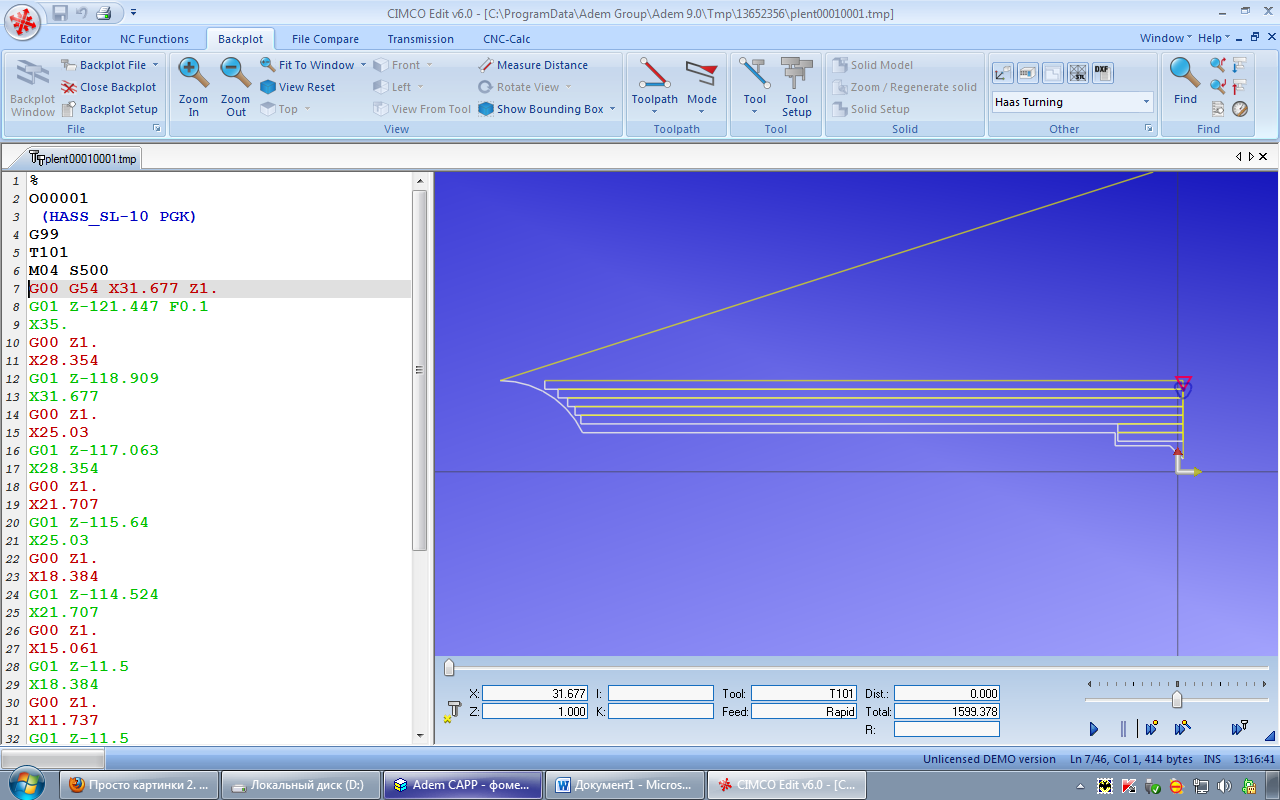 CIMCO Edit v6.0 - [C:\ProgramData\Adem Group\Adem 9.0\Tmp\13652356\plent00010001.tmp]
Editor NC Functions Backplot File Compare Transmission CNC-Calc Window Help
Backplot Window
Backplot File
Close Backplot
Backplot Setup
File
Zoom In
Zoom Out
Fit To Window
View Reset
Top
Front
Left
View From Tool
Measure Distance
Rotate View
Show Bounding Box
View
Toolpath
Mode
Toolpath
Tool
Tool Setup
Tool
Solid Model
Zoom / Regenerate solid
Solid Setup
Solid
DXF
Haas Turning
Other
Find
Find
plent00010001.tmp
1 %
2 O00001
3 (HASS_SL-10 PGK)
4 G99
5 T101
6 M04 S500
7 G00 G54 X31.677 Z1.
8 G01 Z-121.447 F0.1
9 X35.
10 G00 Z1.
11 X28.354
12 G01 Z-118.909
13 X31.677
14 G00 Z1.
15 X25.03
16 G01 Z-117.063
17 X28.354
18 G00 Z1.
19 X21.707
20 G01 Z-115.64
21 X25.03
22 G00 Z1.
23 X18.384
24 G01 Z-114.524
25 X21.707
26 G00 Z1.
27 X15.061
28 G01 Z-11.5
29 X18.384
30 G00 Z1.
31 X11.737
32 G01 Z-11.5
X: 31.677 I: Tool: T101 Dist.: 0.000
Z: 1.000 K: Feed: Rapid Total: 1599.378
R:
Unlicensed DEMO version Ln 7/46, Col 1, 414 bytes INS 13:16:41
Просто картинки 2. ... Локальный диск (D:) Adem CAPP - фоме... Документ1 - Micros... CIMCO Edit v6.0 - [C...